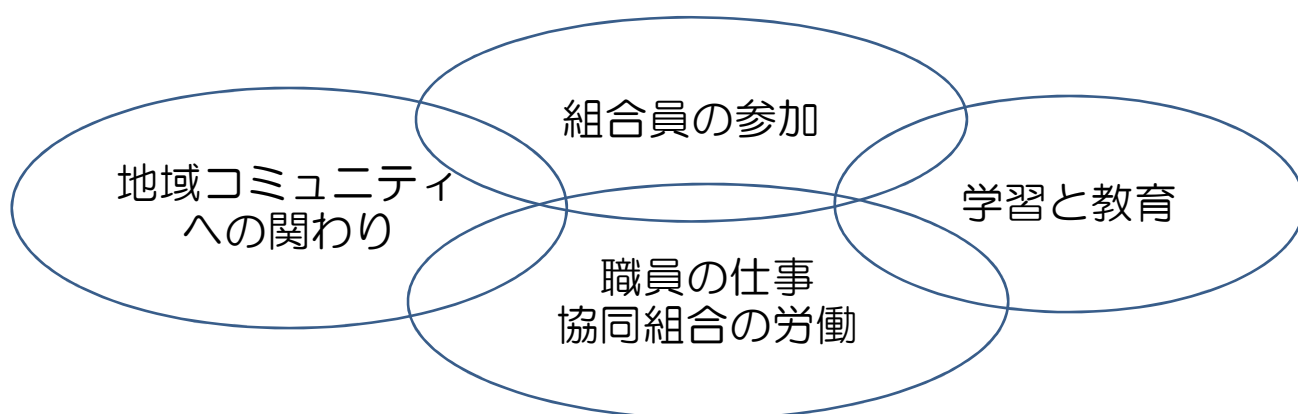 組合員の参加
地域コミュニティ
への関わり
学習と教育
職員の仕事
協同組合の労働